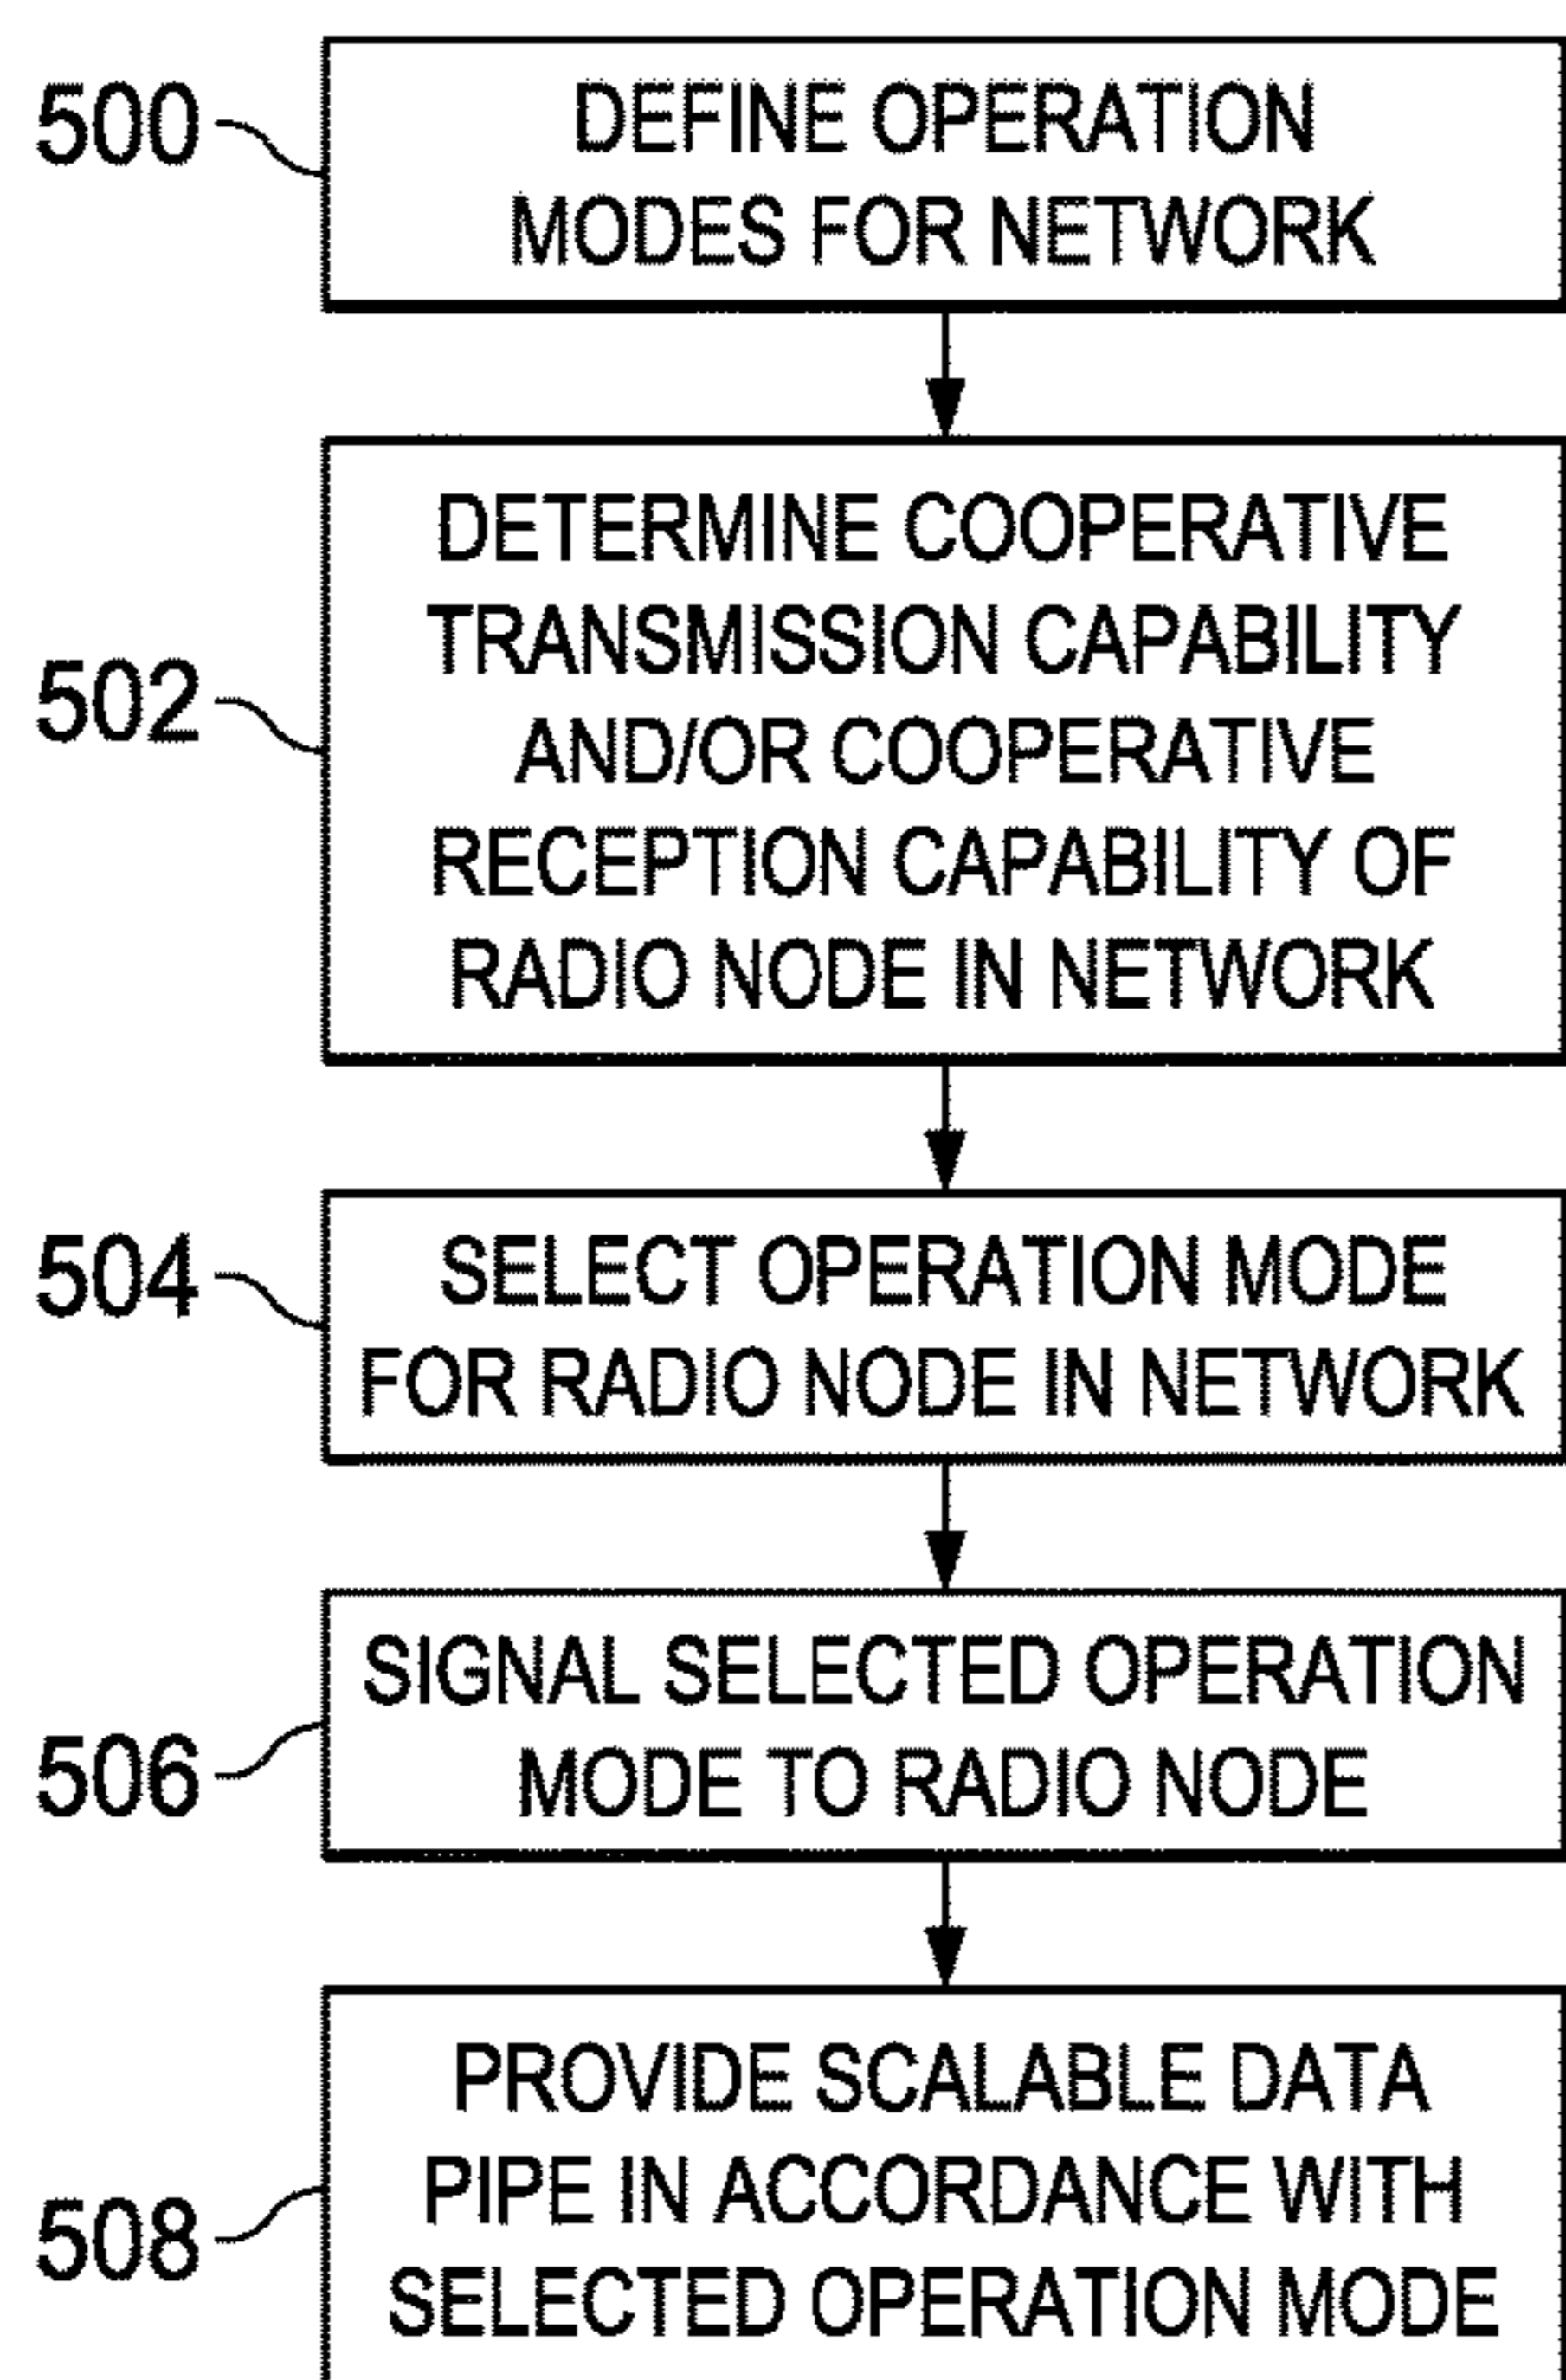 500
DEFINE OPERATION
MODES FOR NETWORK
502
DETERMINE COOPERATIVE
TRANSMISSION CAPABILITY
AND/OR COOPERATIVE
RECEPTION CAPABILITY OF
RADIO NODE IN NETWORK
504
SELECT OPERATION MODE
FOR RADIO NODE IN NETWORK
506
SIGNAL SELECTED OPERATION
MODE TO RADIO NODE
508
PROVIDE SCALABLE DATA
PIPE IN ACCORDANCE WITH
SELECTED OPERATION MODE